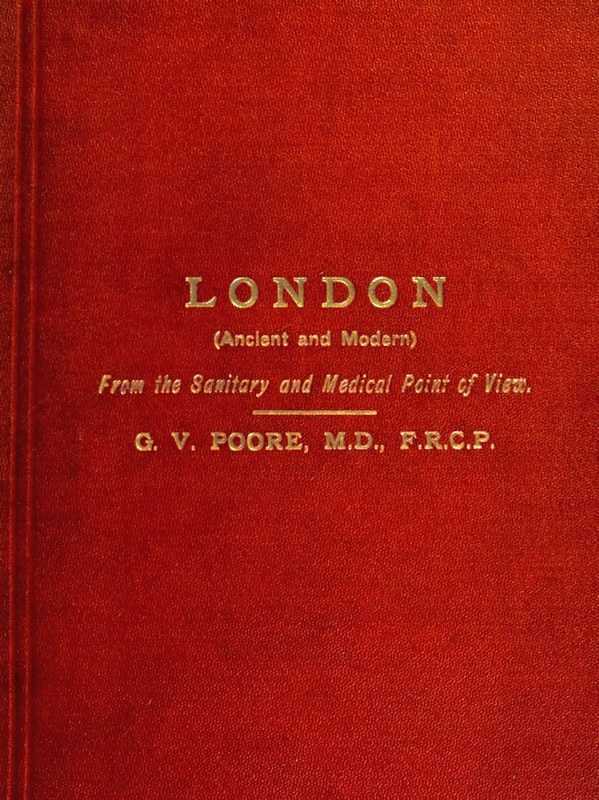 LONDON
(Ancient and Modern)
From the Sanitary and Medical Point of View.
G. V. POORE, M.D., F.R.C.P.